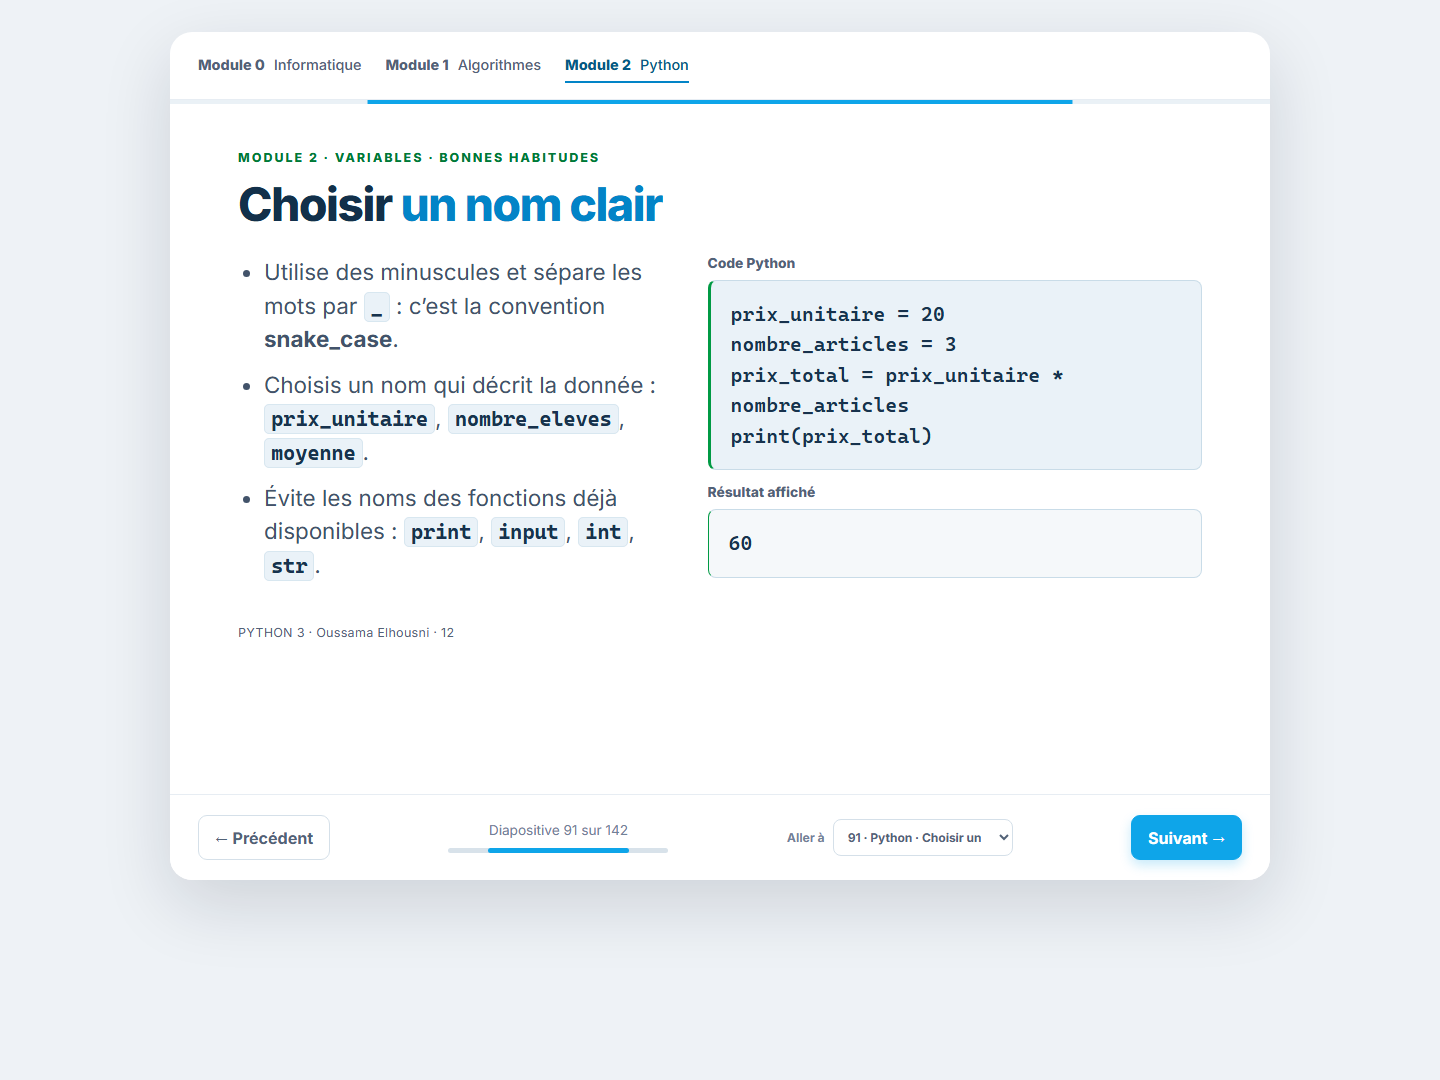 Module 0 Informatique Module 1 Algorithmes Module 2 Python
MODULE 2 · VARIABLES · BONNES HABITUDES
Choisir un nom clair
• Utilise des minuscules et sépare les
mots par _ : c’est la convention
snake_case.
• Choisis un nom qui décrit la donnée :
prix_unitaire, nombre_eleves,
moyenne.
• Évite les noms des fonctions déjà
disponibles : print, input, int,
str.
Code Python
prix_unitaire = 20
nombre_articles = 3
prix_total = prix_unitaire *
nombre_articles
print(prix_total)
Résultat affiché
60
PYTHON 3 · Oussama Elhousni · 12
← Précédent
Diapositive 91 sur 142
Aller à 91 · Python · Choisir un
Suivant →